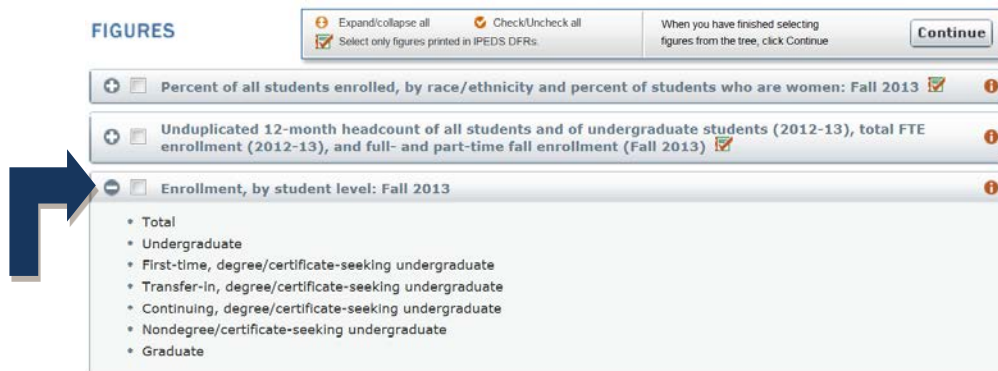 FIGURES
Expand/collapse all
Check/Uncheck all
Select only figures printed in IPEDS DFRs.
When you have finished selecting
figures from the tree, click Continue
Continue
Percent of all students enrolled, by race/ethnicity and percent of students who are women: Fall 2013
Unduplicated 12-month headcount of all students and of undergraduate students (2012-13), total FTE
enrollment (2012-13), and full- and part-time fall enrollment (Fall 2013)
Enrollment, by student level: Fall 2013
• Total
• Undergraduate
• First-time, degree/certificate-seeking undergraduate
• Transfer-in, degree/certificate-seeking undergraduate
• Continuing, degree/certificate-seeking undergraduate
• Nondegree/certificate-seeking undergraduate
• Graduate